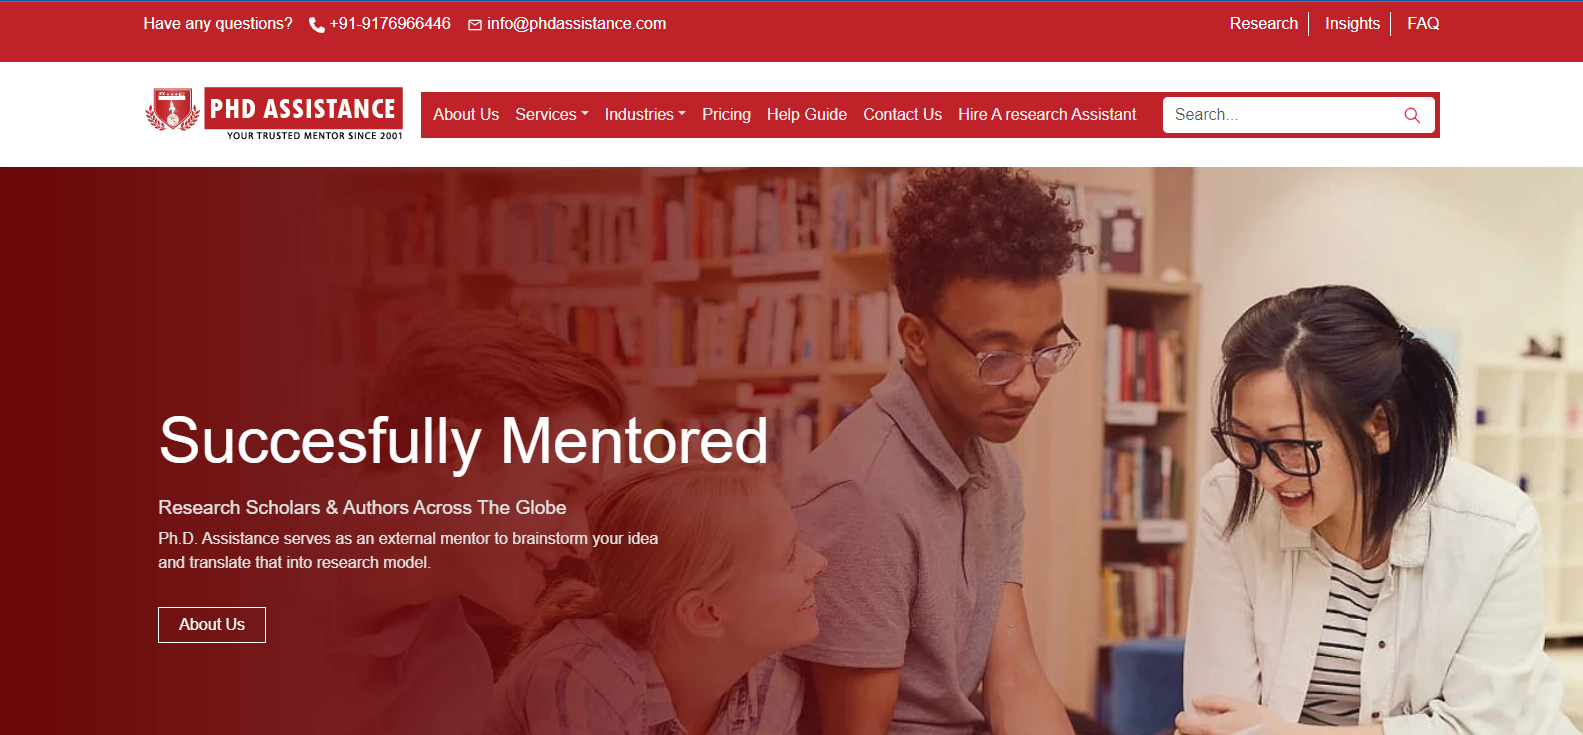 Have any questions? +91-9176966446 info@phdassistance.com Research Insights FAQ
PHD ASSISTANCE
YOUR TRUSTED MENTOR SINCE 2001
About Us Services Industries Pricing Help Guide Contact Us Hire A research Assistant Search...
Succesfully Mentored
Research Scholars & Authors Across The Globe
Ph.D. Assistance serves as an external mentor to brainstorm your idea
and translate that into research model.
About Us